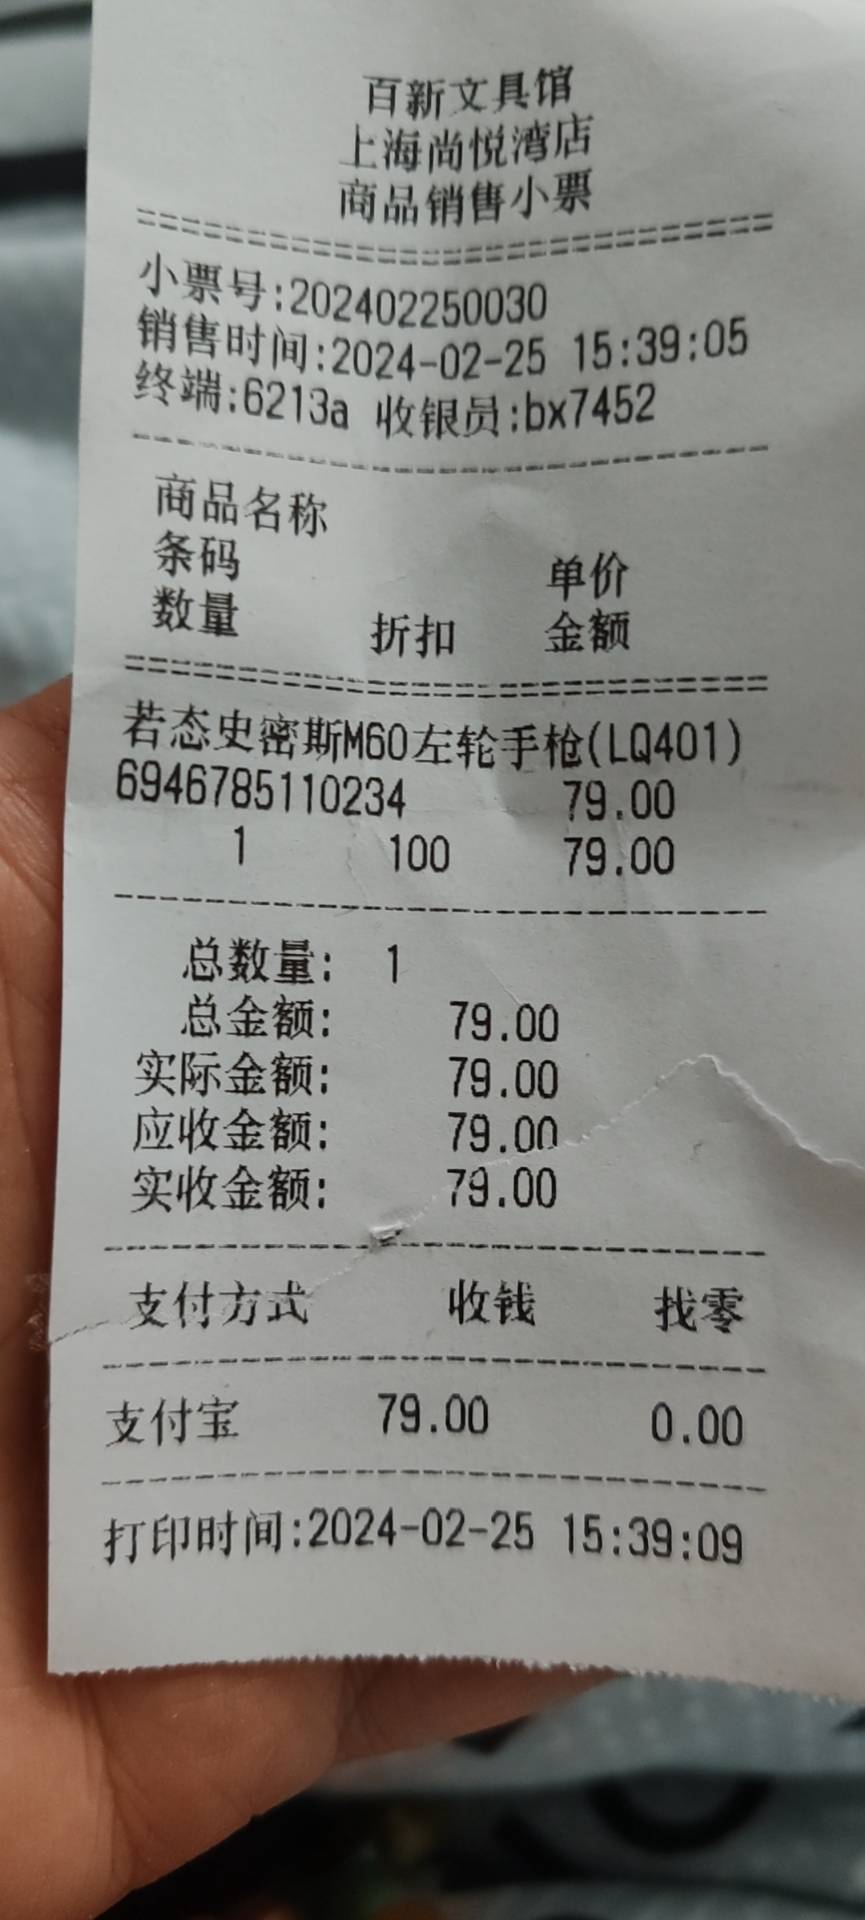 百新文具馆
上海尚悦湾店
商品销售小票
================================
小票号:202402250030
销售时间:2024-02-25 15:39:05
终端:6213a 收银员:bx7452
--------------------------------
商品名称
条码 单价
数量 折扣 金额
================================
若态史密斯M60左轮手枪(LQ401)
6946785110234 79.00
1 100 79.00
--------------------------------
总数量: 1
总金额: 79.00
实际金额: 79.00
应收金额: 79.00
实收金额: 79.00
--------------------------------
支付方式 收钱 找零
--------------------------------
支付宝 79.00 0.00
--------------------------------
打印时间:2024-02-25 15:39:09